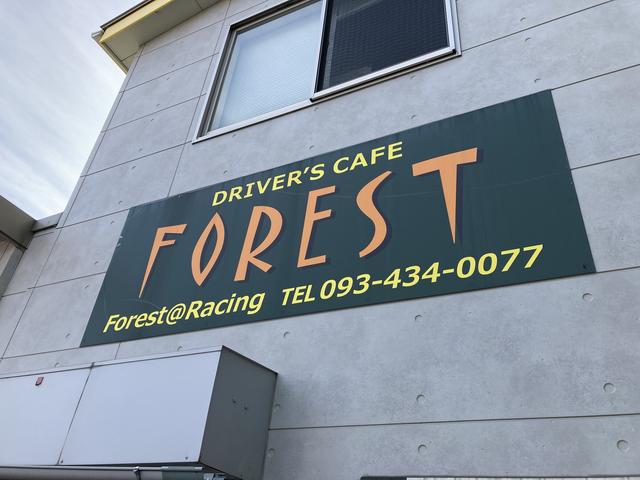 DRIVER'S CAFE
FOREST
Forest@Racing TEL 093-434-0077